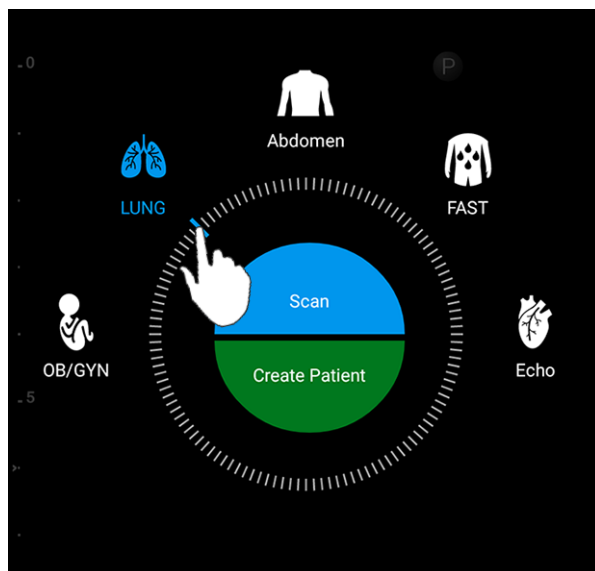 0
P
Abdomen
LUNG
FAST
Scan
OB/GYN
Echo
Create Patient
5